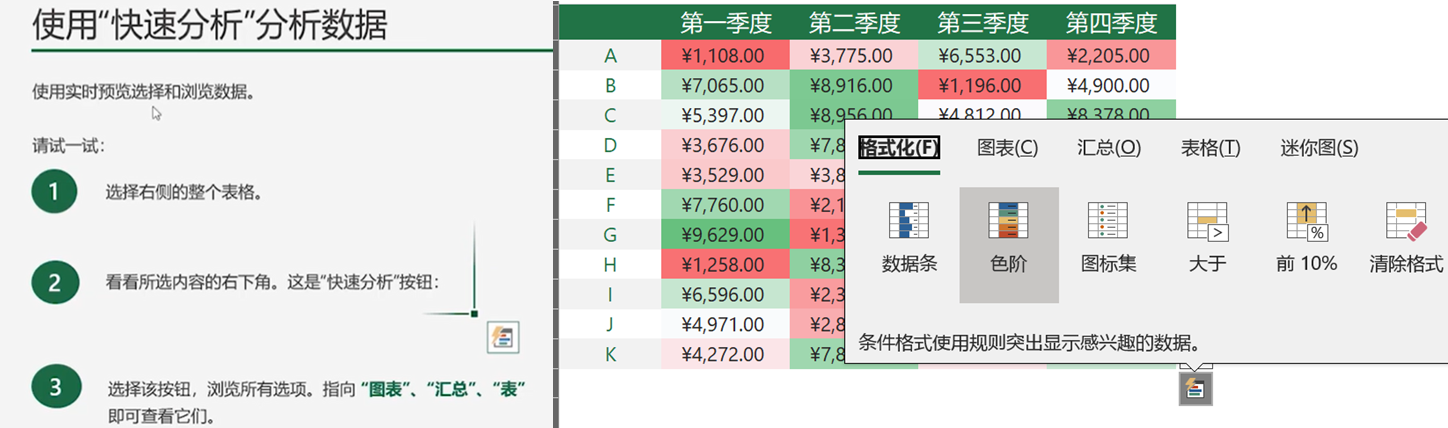 使用“快速分析”分析数据
使用实时预览选择和浏览数据。
请试一试：
1 选择右侧的整个表格。
2 看看所选内容的右下角。这是“快速分析”按钮：
3 选择该按钮，浏览所有选项。指向 “图表”、“汇总”、“表”
即可查看它们。
第一季度 第二季度 第三季度 第四季度
A ¥1,108.00 ¥3,775.00 ¥6,553.00 ¥2,205.00
B ¥7,065.00 ¥8,916.00 ¥1,196.00 ¥4,900.00
C ¥5,397.00 ¥8,956.00 ¥4,812.00 ¥8,378.00
D ¥3,676.00 ¥7,8
E ¥3,529.00 ¥3,8
F ¥7,760.00 ¥2,1
G ¥9,629.00 ¥1,3
H ¥1,258.00 ¥8,3
I ¥6,596.00 ¥2,3
J ¥4,971.00 ¥2,8
K ¥4,272.00 ¥7,8
格式化(F) 图表(C) 汇总(O) 表格(T) 迷你图(S)
数据条 色阶 图标集 大于 前 10% 清除格式
条件格式使用规则突出显示感兴趣的数据。